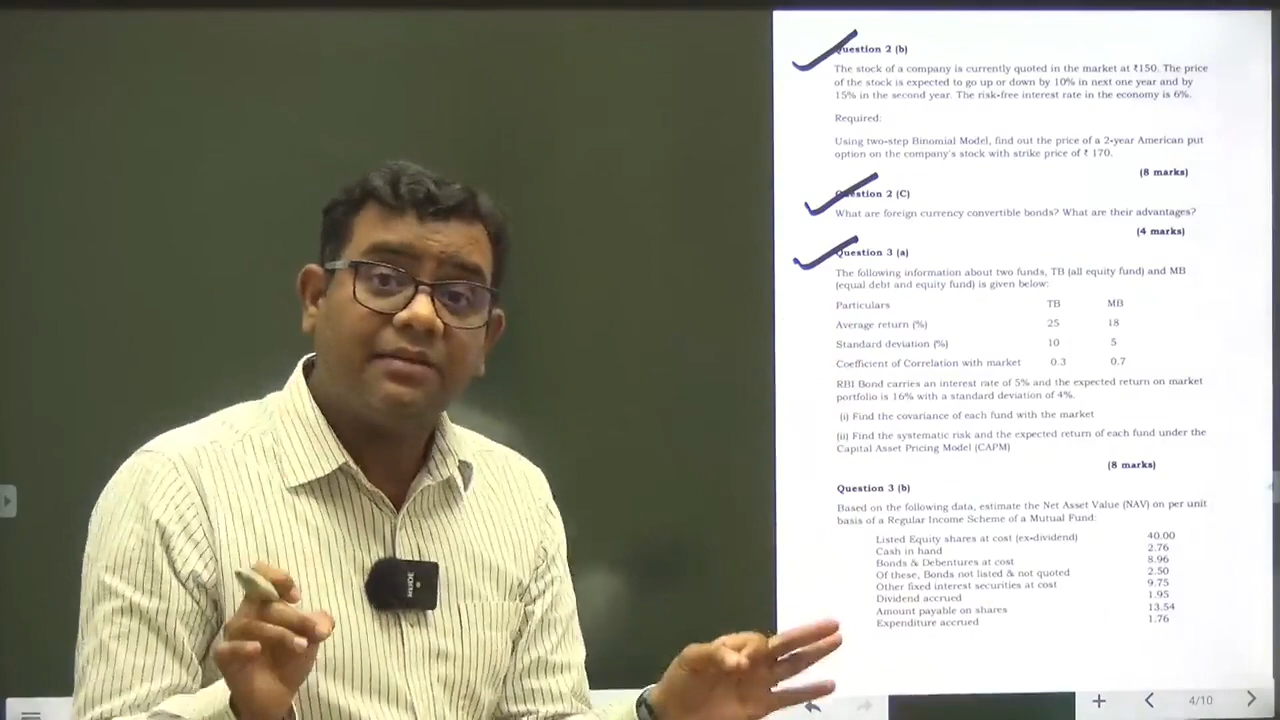 Question 2 (b)
The stock of a company is currently quoted in the market at ₹150. The price
of the stock is expected to go up or down by 10% in next one year and by
15% in the second year. The risk-free interest rate in the economy is 6%.
Required:
Using two-step Binomial Model, find out the price of a 2-year American put
option on the company's stock with strike price of ₹ 170.
(8 marks)
Question 2 (C)
What are foreign currency convertible bonds? What are their advantages?
(4 marks)
Question 3 (a)
The following information about two funds, TB (all equity fund) and MB
(equal debt and equity fund) is given below:
Particulars TB MB
Average return (%) 25 18
Standard deviation (%) 10 5
Coefficient of Correlation with market 0.3 0.7
RBI Bond carries an interest rate of 5% and the expected return on market
portfolio is 16% with a standard deviation of 4%.
(i) Find the covariance of each fund with the market
(ii) Find the systematic risk and the expected return of each fund under the
Capital Asset Pricing Model (CAPM)
(8 marks)
Question 3 (b)
Based on the following data, estimate the Net Asset Value (NAV) on per unit
basis of a Regular Income Scheme of a Mutual Fund:
Listed Equity shares at cost (ex-dividend) 40.00
Cash in hand 2.76
Bonds & Debentures at cost 8.96
Of these, Bonds not listed & not quoted 2.50
Other fixed interest securities at cost 9.75
Dividend accrued 1.95
Amount payable on shares 13.54
Expenditure accrued 1.76
4/10